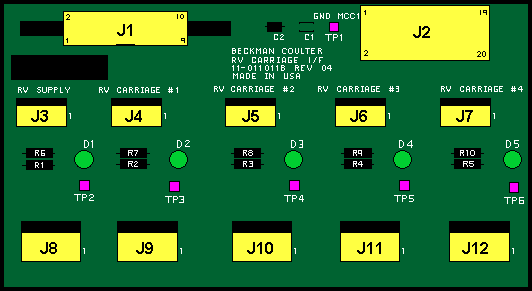 2 10
J1
1 9
GND MCC1
C2 C1 TP1
1 19
J2
2 20
BECKMAN COULTER
RV CARRIAGE I/F
11-011011B REV 04
MADE IN USA
RV SUPPLY RV CARRIAGE #1 RV CARRIAGE #2 RV CARRIAGE #3 RV CARRIAGE #4
J3 1 J4 1 J5 1 J6 1 J7 1
D1 D2 D3 D4 D5
R6 R7 R8 R9 R10
R1 R2 R3 R4 R5
TP2 TP3 TP4 TP5 TP6
J8 1 J9 1 J10 1 J11 1 J12 1